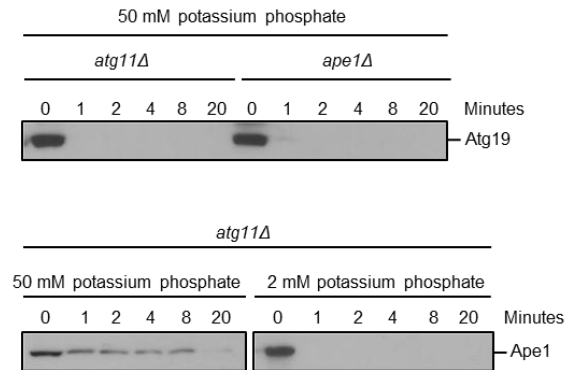 50 mM potassium phosphate
atg11Δ ape1Δ
0 1 2 4 8 20 0 1 2 4 8 20 Minutes
Atg19
atg11Δ
50 mM potassium phosphate 2 mM potassium phosphate
0 1 2 4 8 20 0 1 2 4 8 20 Minutes
Ape1